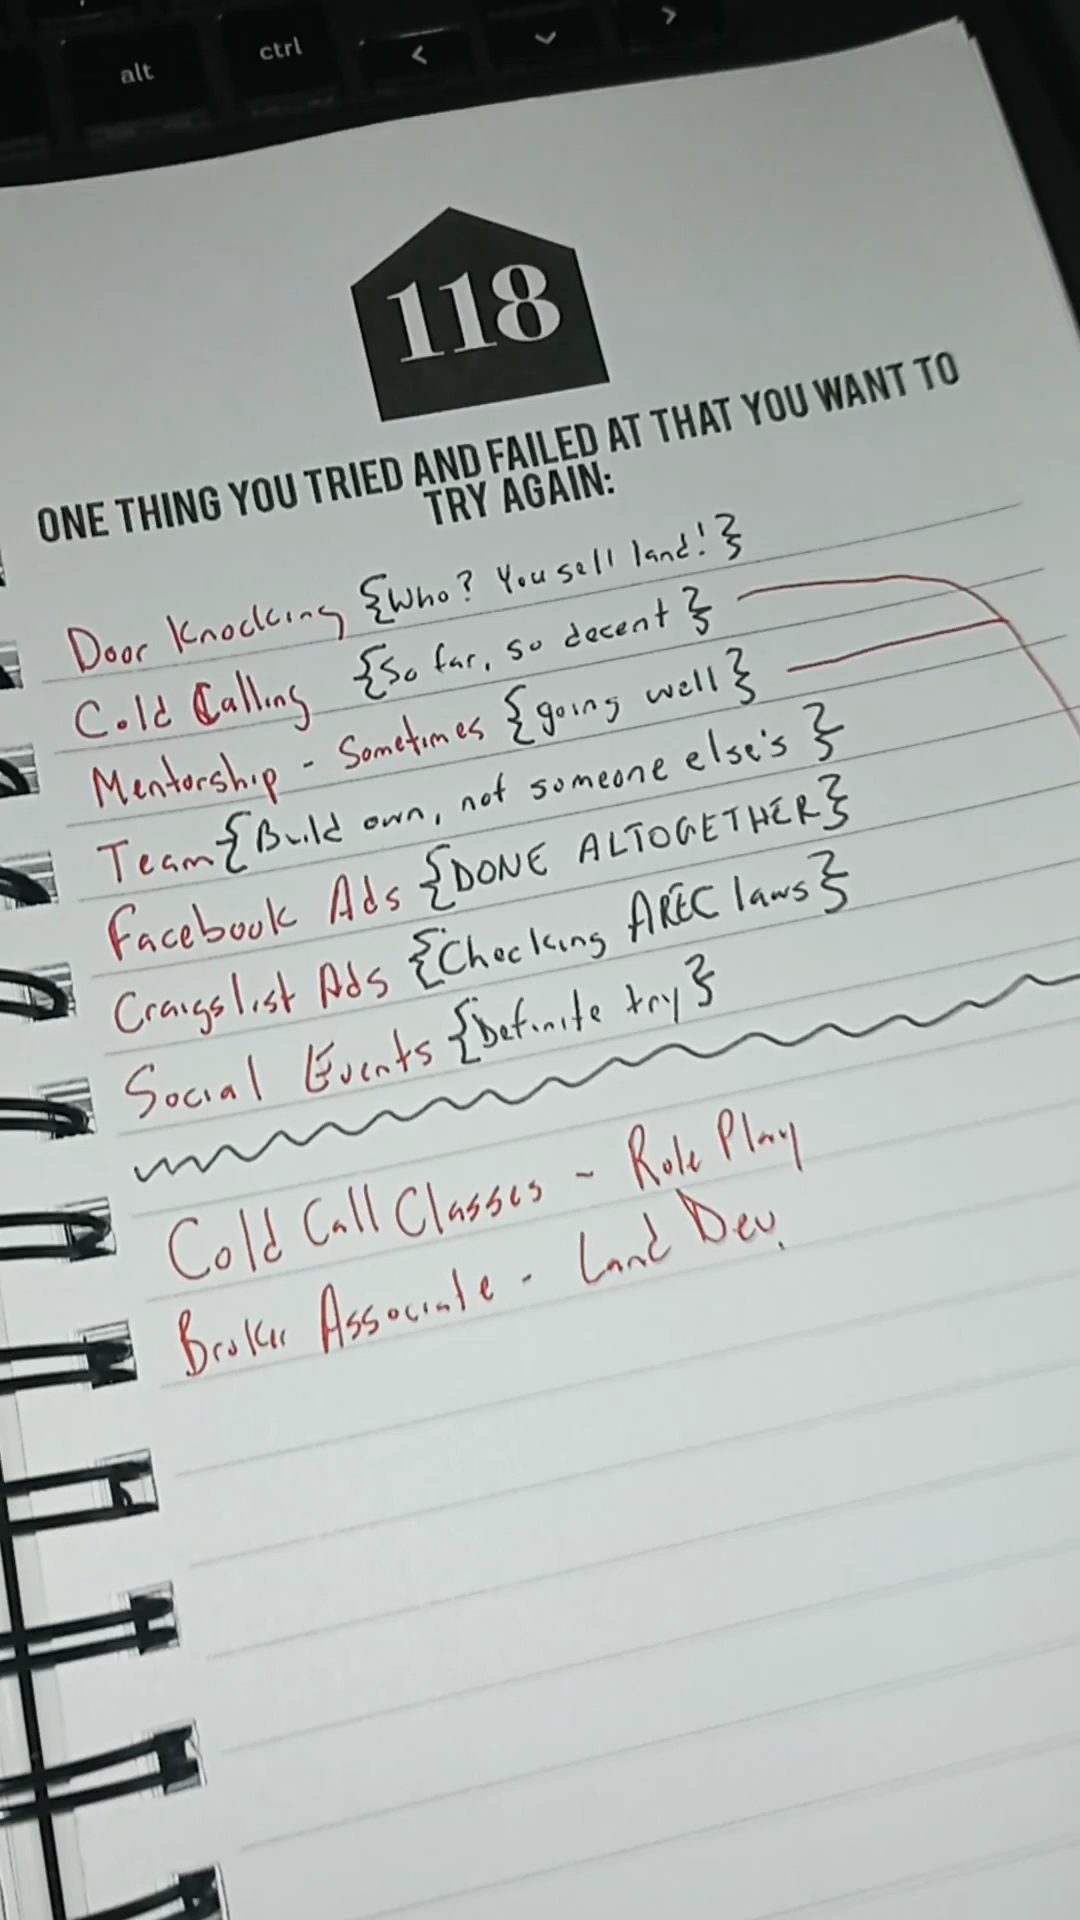 alt ctrl < ⌄ >
118
ONE THING YOU TRIED AND FAILED AT THAT YOU WANT TO
TRY AGAIN:
Door Knocking {Who? You sell land!}
Cold Calling {So far, so decent}
Mentorship - Sometimes {going well}
Team {Build own, not someone else's}
Facebook Ads {DONE ALTOGETHER}
Craigslist Ads {Checking AREC laws}
Social Events {Definite try}
Cold Call Classes - Role Play
Broker Associate - Land Dev.